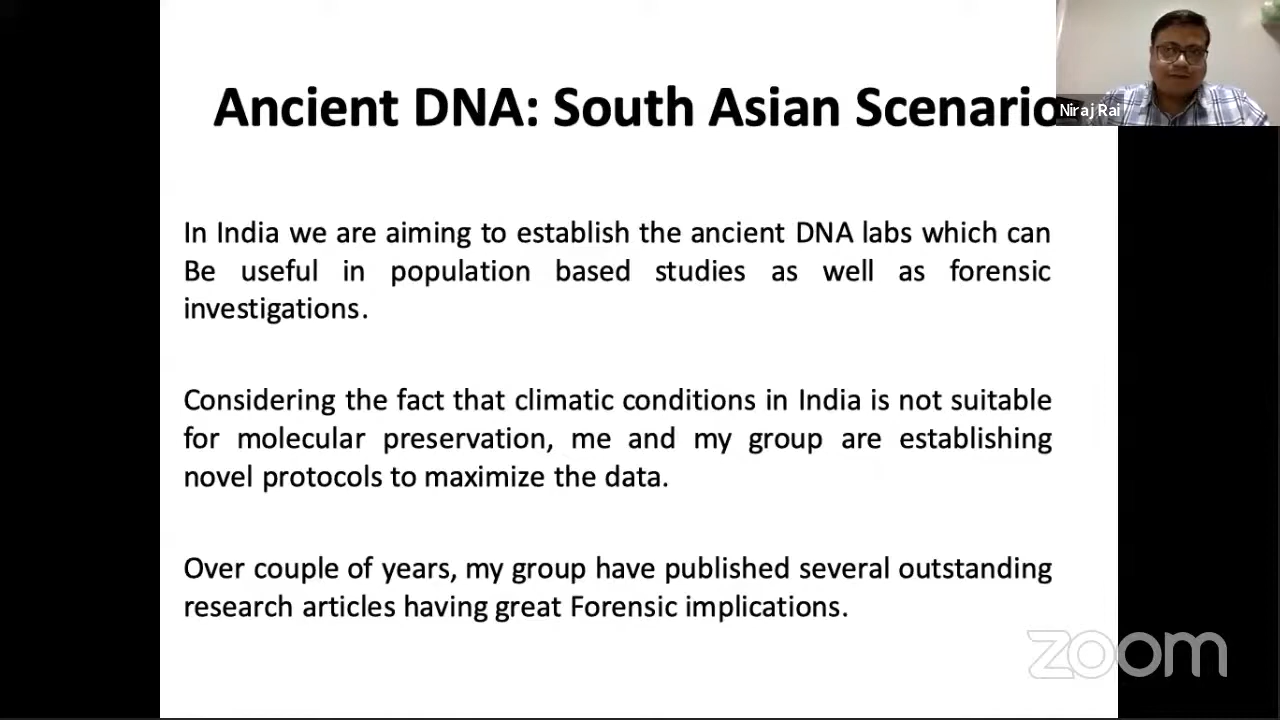 Ancient DNA: South Asian Scenario
Niraj Rai
In India we are aiming to establish the ancient DNA labs which can
Be useful in population based studies as well as forensic
investigations.
Considering the fact that climatic conditions in India is not suitable
for molecular preservation, me and my group are establishing
novel protocols to maximize the data.
Over couple of years, my group have published several outstanding
research articles having great Forensic implications.
zoom